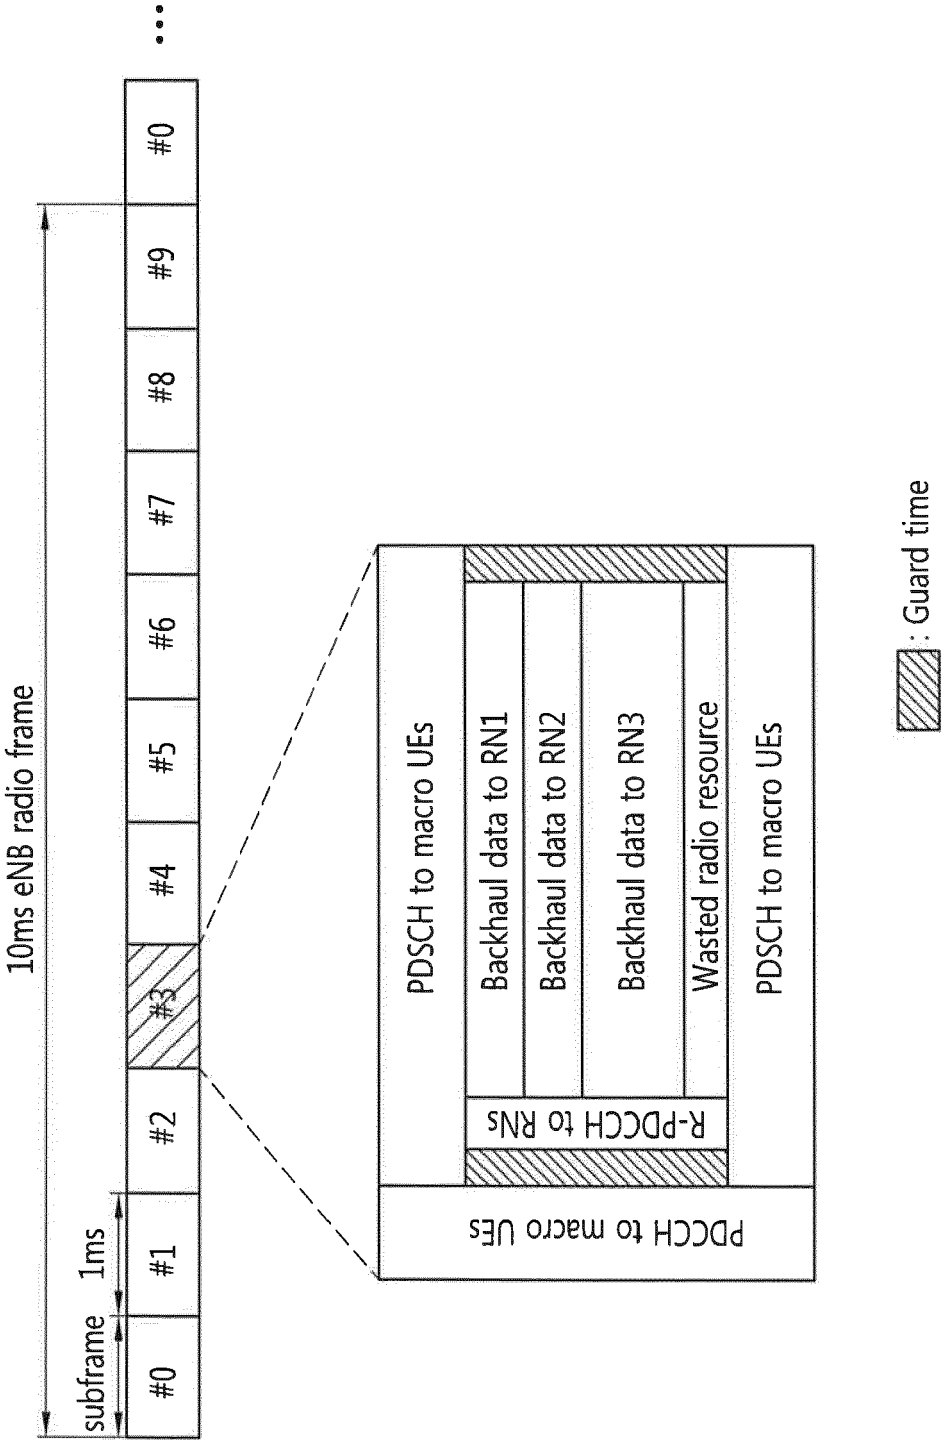 10ms eNB radio frame
subframe
1ms
#0
#1
#2
#3
#4
#5
#6
#7
#8
#9
#0
...
PDCCH to macro UEs
PDSCH to macro UEs
R-PDCCH to RNs
Backhaul data to RN1
Backhaul data to RN2
Backhaul data to RN3
Wasted radio resource
PDSCH to macro UEs
: Guard time